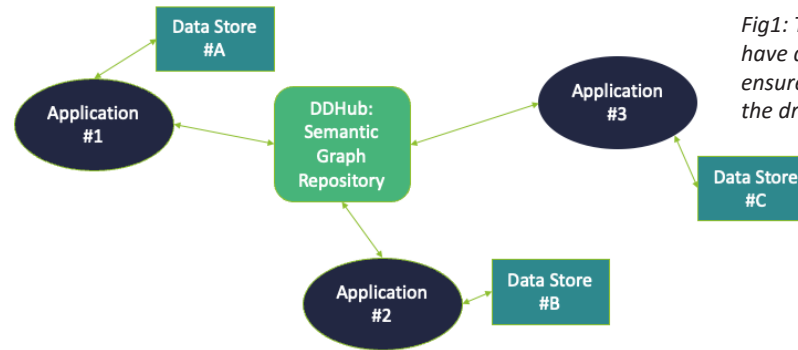 Data Store
#A
Application
#1
DDHub:
Semantic
Graph
Repository
Application
#3
Data Store
#C
Application
#2
Data Store
#B
Fig1:
have
ensure
the